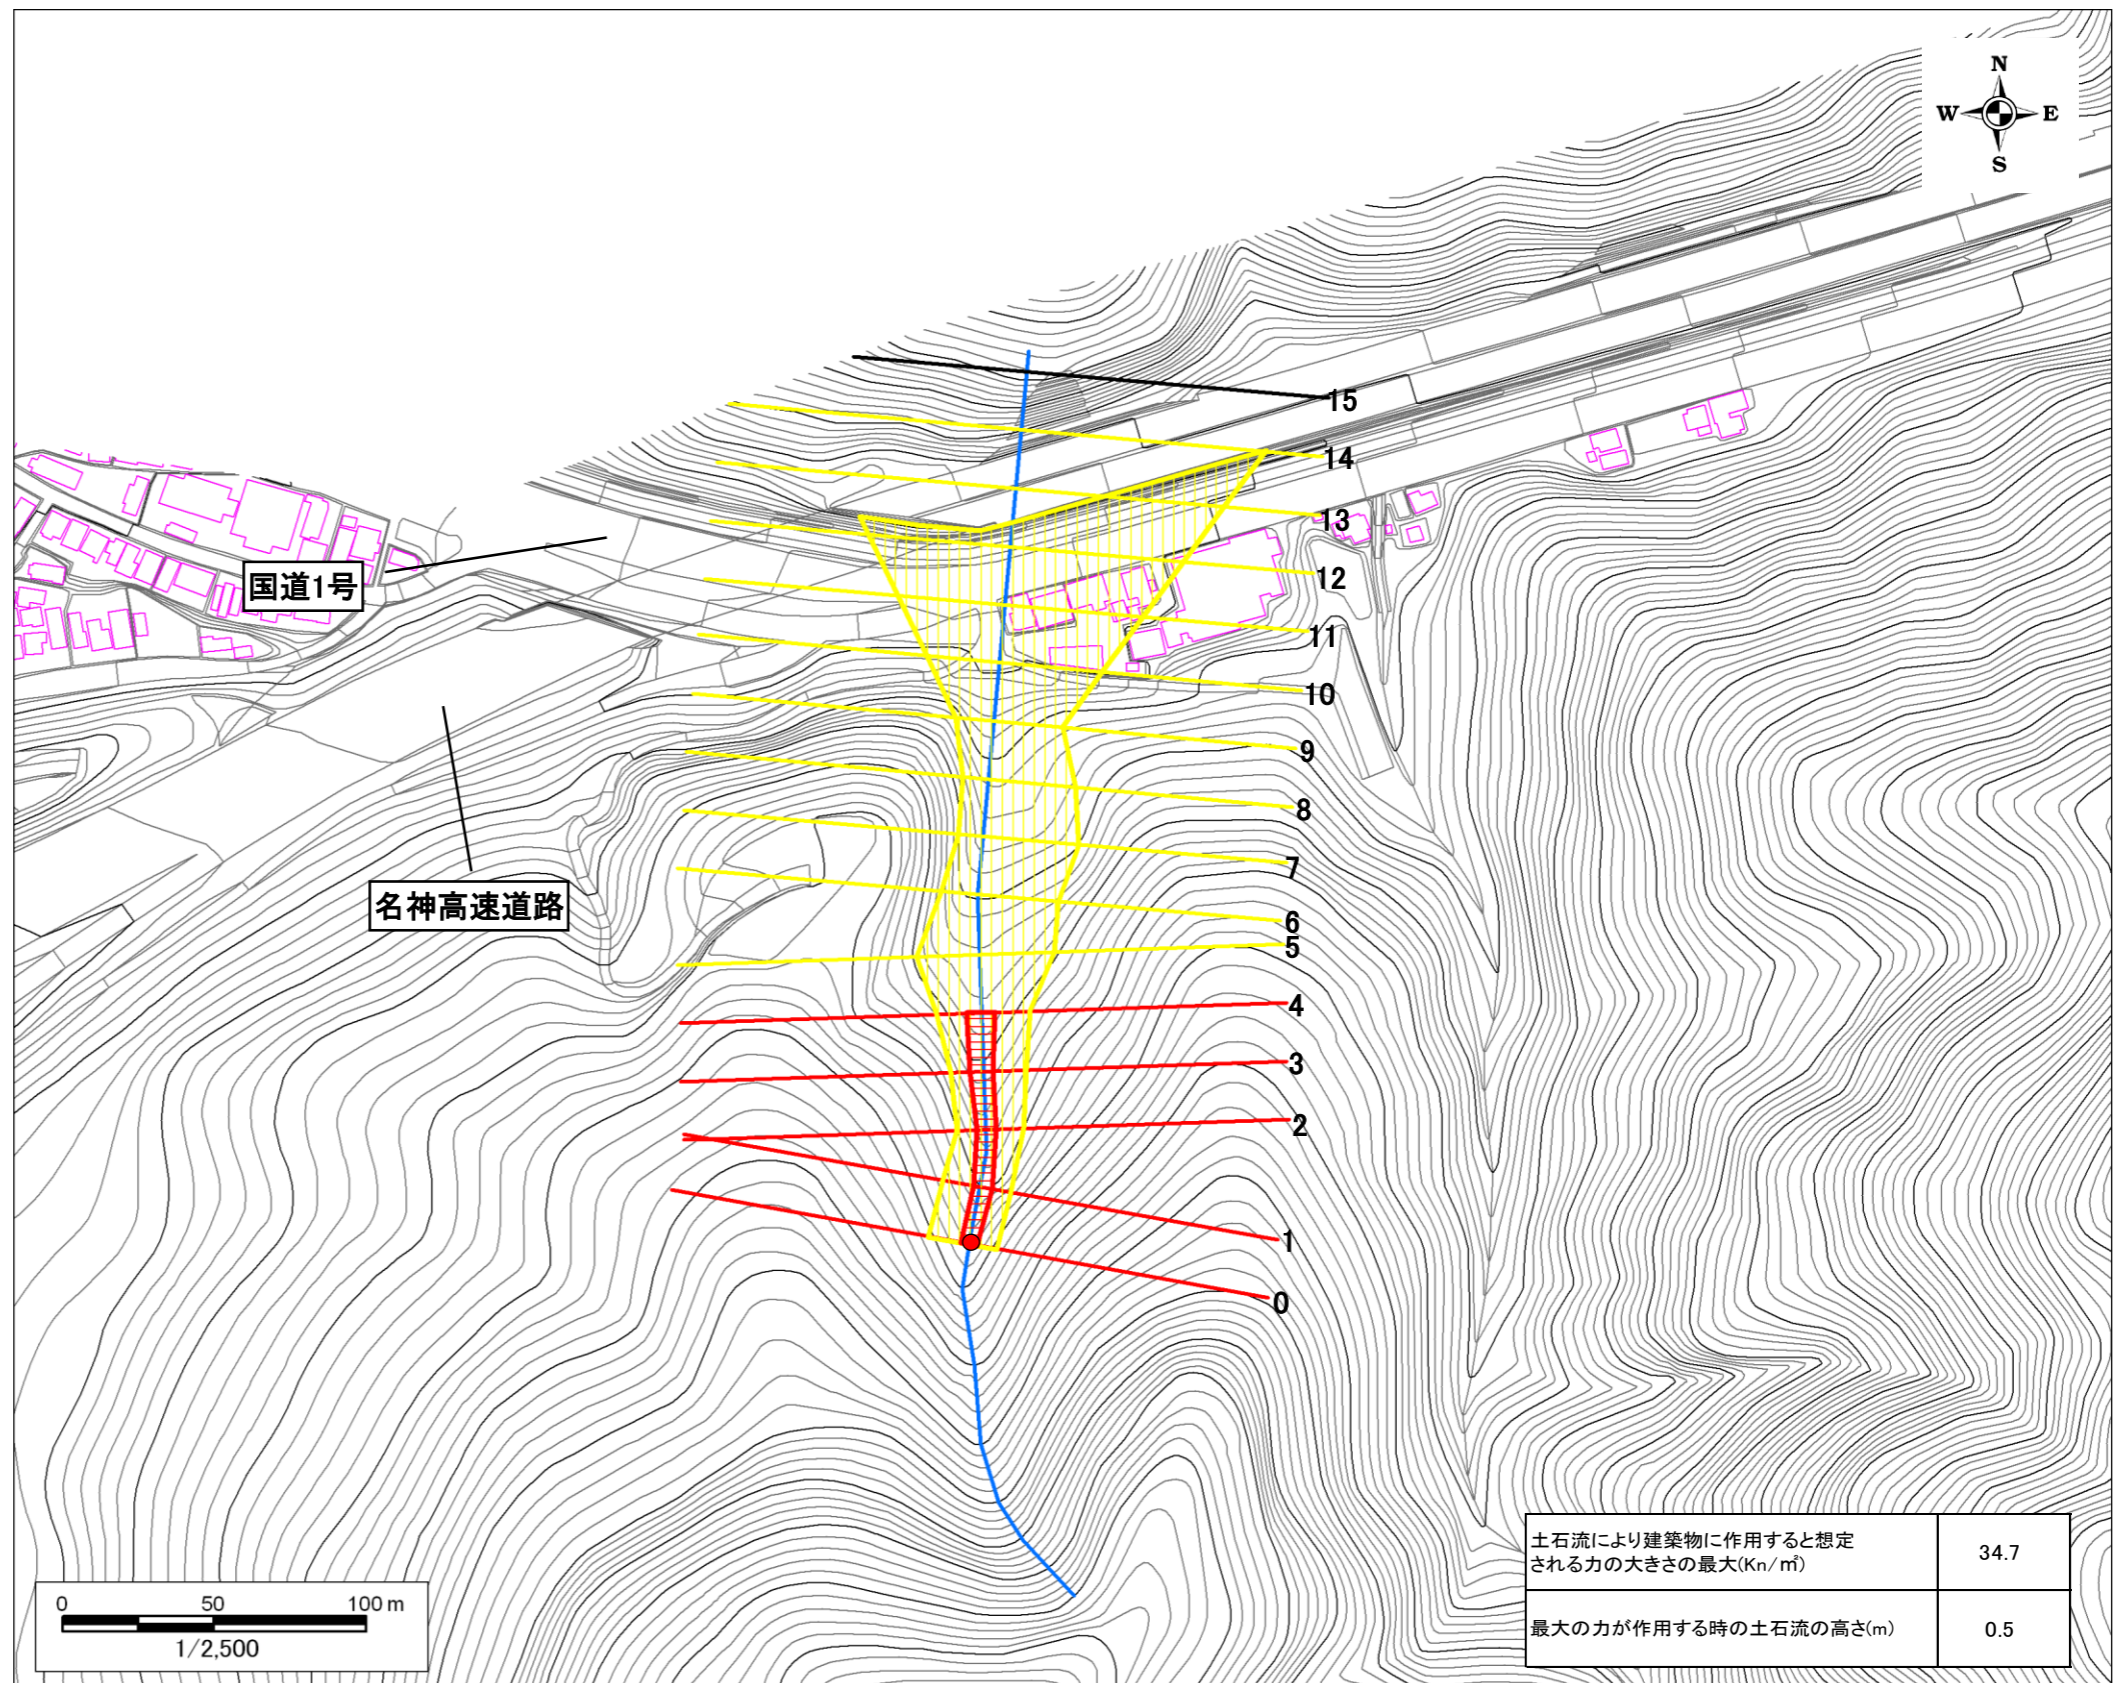 N
W E
S
15
14
13
12
11
10
9
8
7
6
5
4
3
2
1
0
国道1号
名神高速道路
0 50 100 m
1/2,500
土石流により建築物に作用すると想定
される力の大きさの最大(Kn/㎡)
34.7
最大の力が作用する時の土石流の高さ(m)
0.5